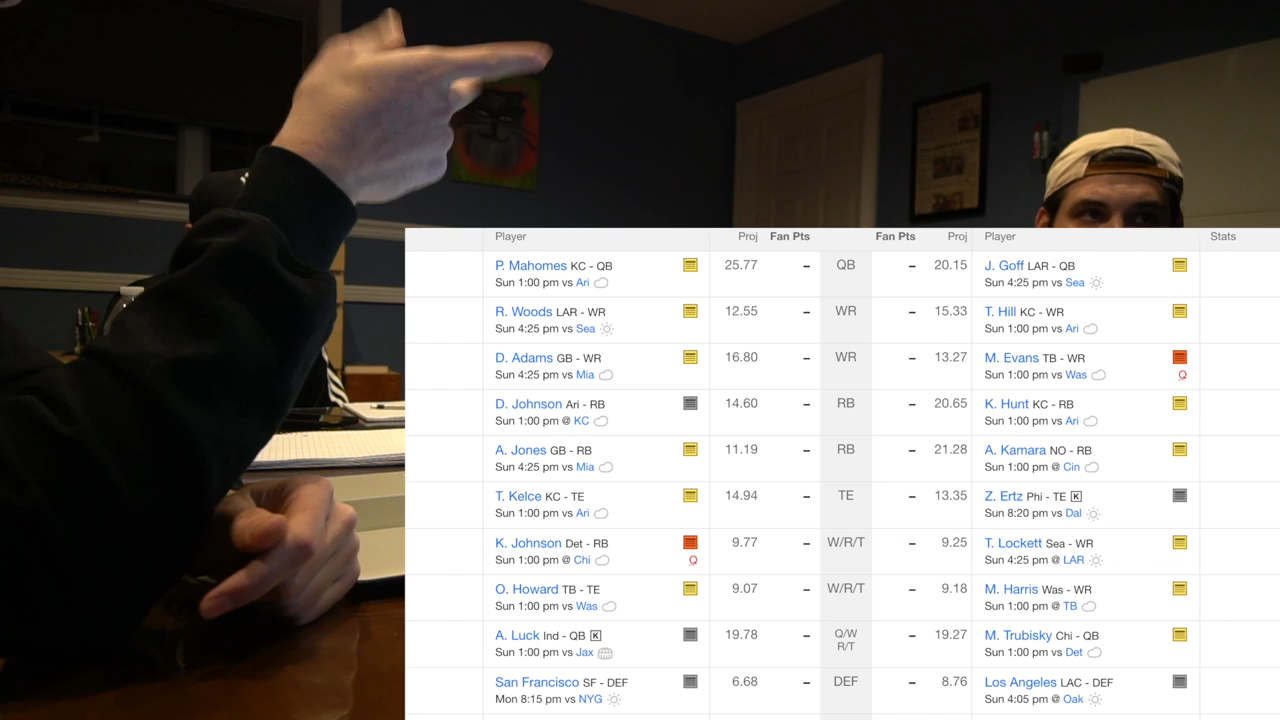 Player Proj Fan Pts Fan Pts Proj Player Stats
P. Mahomes KC - QB 25.77 – QB – 20.15 J. Goff LAR - QB
Sun 1:00 pm vs Ari Sun 4:25 pm vs Sea
R. Woods LAR - WR 12.55 – WR – 15.33 T. Hill KC - WR
Sun 4:25 pm vs Sea Sun 1:00 pm vs Ari
D. Adams GB - WR 16.80 – WR – 13.27 M. Evans TB - WR
Sun 4:25 pm vs Mia Sun 1:00 pm vs Was Q
D. Johnson Ari - RB 14.60 – RB – 20.65 K. Hunt KC - RB
Sun 1:00 pm @ KC Sun 1:00 pm vs Ari
A. Jones GB - RB 11.19 – RB – 21.28 A. Kamara NO - RB
Sun 4:25 pm vs Mia Sun 1:00 pm @ Cin
T. Kelce KC - TE 14.94 – TE – 13.35 Z. Ertz Phi - TE K
Sun 1:00 pm vs Ari Sun 8:20 pm vs Dal
K. Johnson Det - RB 9.77 – W/R/T – 9.25 T. Lockett Sea - WR
Sun 1:00 pm @ Chi Q Sun 4:25 pm @ LAR
O. Howard TB - TE 9.07 – W/R/T – 9.18 M. Harris Was - WR
Sun 1:00 pm vs Was Sun 1:00 pm @ TB
A. Luck Ind - QB K 19.78 – Q/W R/T – 19.27 M. Trubisky Chi - QB
Sun 1:00 pm vs Jax Sun 1:00 pm vs Det
San Francisco SF - DEF 6.68 – DEF – 8.76 Los Angeles LAC - DEF
Mon 8:15 pm vs NYG Sun 4:05 pm @ Oak